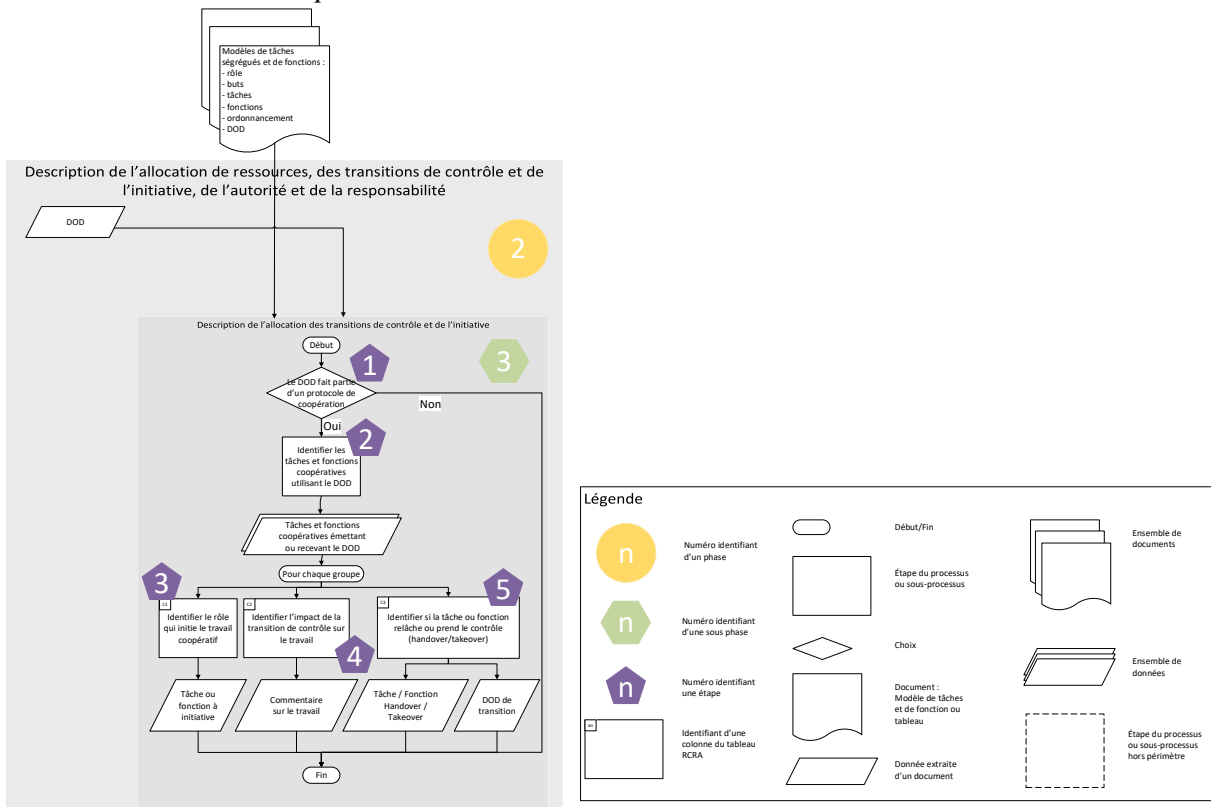 Modèles de tâches
ségrégués et de fonctions :
- rôle
- buts
- tâches
- fonctions
- ordonnancement
- DOD
Description de l'allocation de ressources, des transitions de contrôle et de
l'initiative, de l'autorité et de la responsabilité
DOD
2
Description de l'allocation des transitions de contrôle et de l'initiative
Début
1
3
Le DOD fait partie
d'un protocole de
coopération
Non
Oui
2
Identifier les
tâches et fonctions
coopératives
utilisant le DOD
Tâches et fonctions
coopératives émettant
ou recevant le DOD
Pour chaque groupe
3
C1
Identifier le rôle
qui initie le travail
coopératif
C2
Identifier l'impact de la
transition de contrôle sur
le travail
4
C3
5
Identifier si la tâche ou fonction
relâche ou prend le contrôle
(handover/takeover)
Tâche ou
fonction à
initiative
Commentaire
sur le travail
Tâche / Fonction
Handover /
Takeover
DOD de
transition
Fin
Légende
n
Numéro identifiant
d'un phase
n
Numéro identifiant
d'une sous phase
n
Numéro identifiant
une étape
Identifiant d'une
colonne du tableau
RCRA
Début/Fin
Étape du processus
ou sous-processus
Choix
Document :
Modèle de tâches
et de fonction ou
tableau
Donnée extraite
d'un document
Ensemble de
documents
Ensemble de
données
Étape du processus
ou sous-processus
hors périmètre